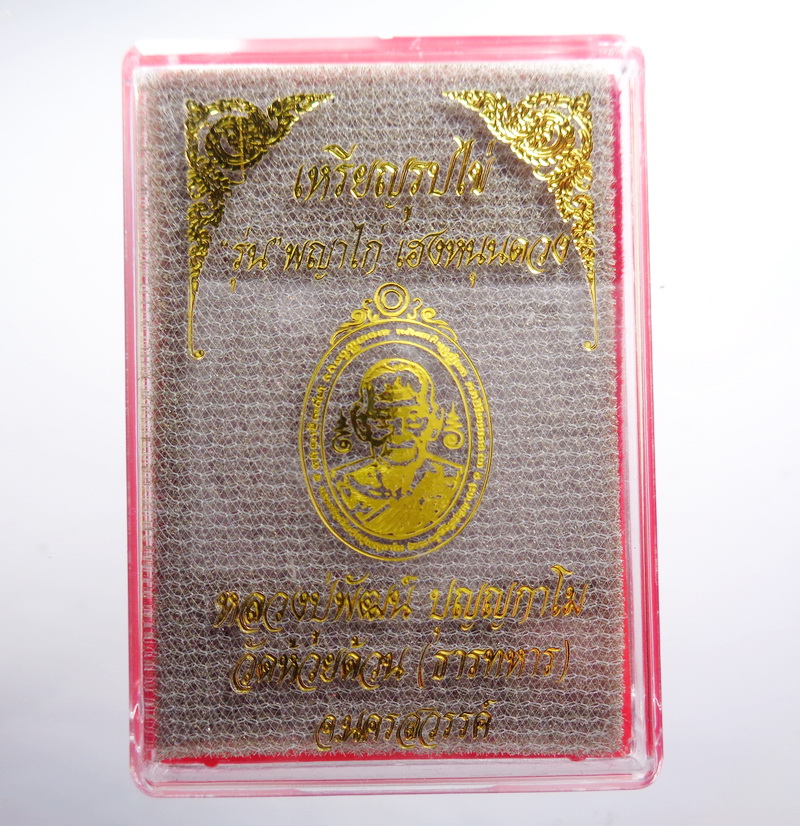 เหรียญรูปไข่
"รุ่น" พญาไก่ เฮงหนุนดวง
หลวงปู่พัฒน์ ปุญญกาโม
วัดห้วยด้วน (ธารทหาร)
จ.นครสวรรค์